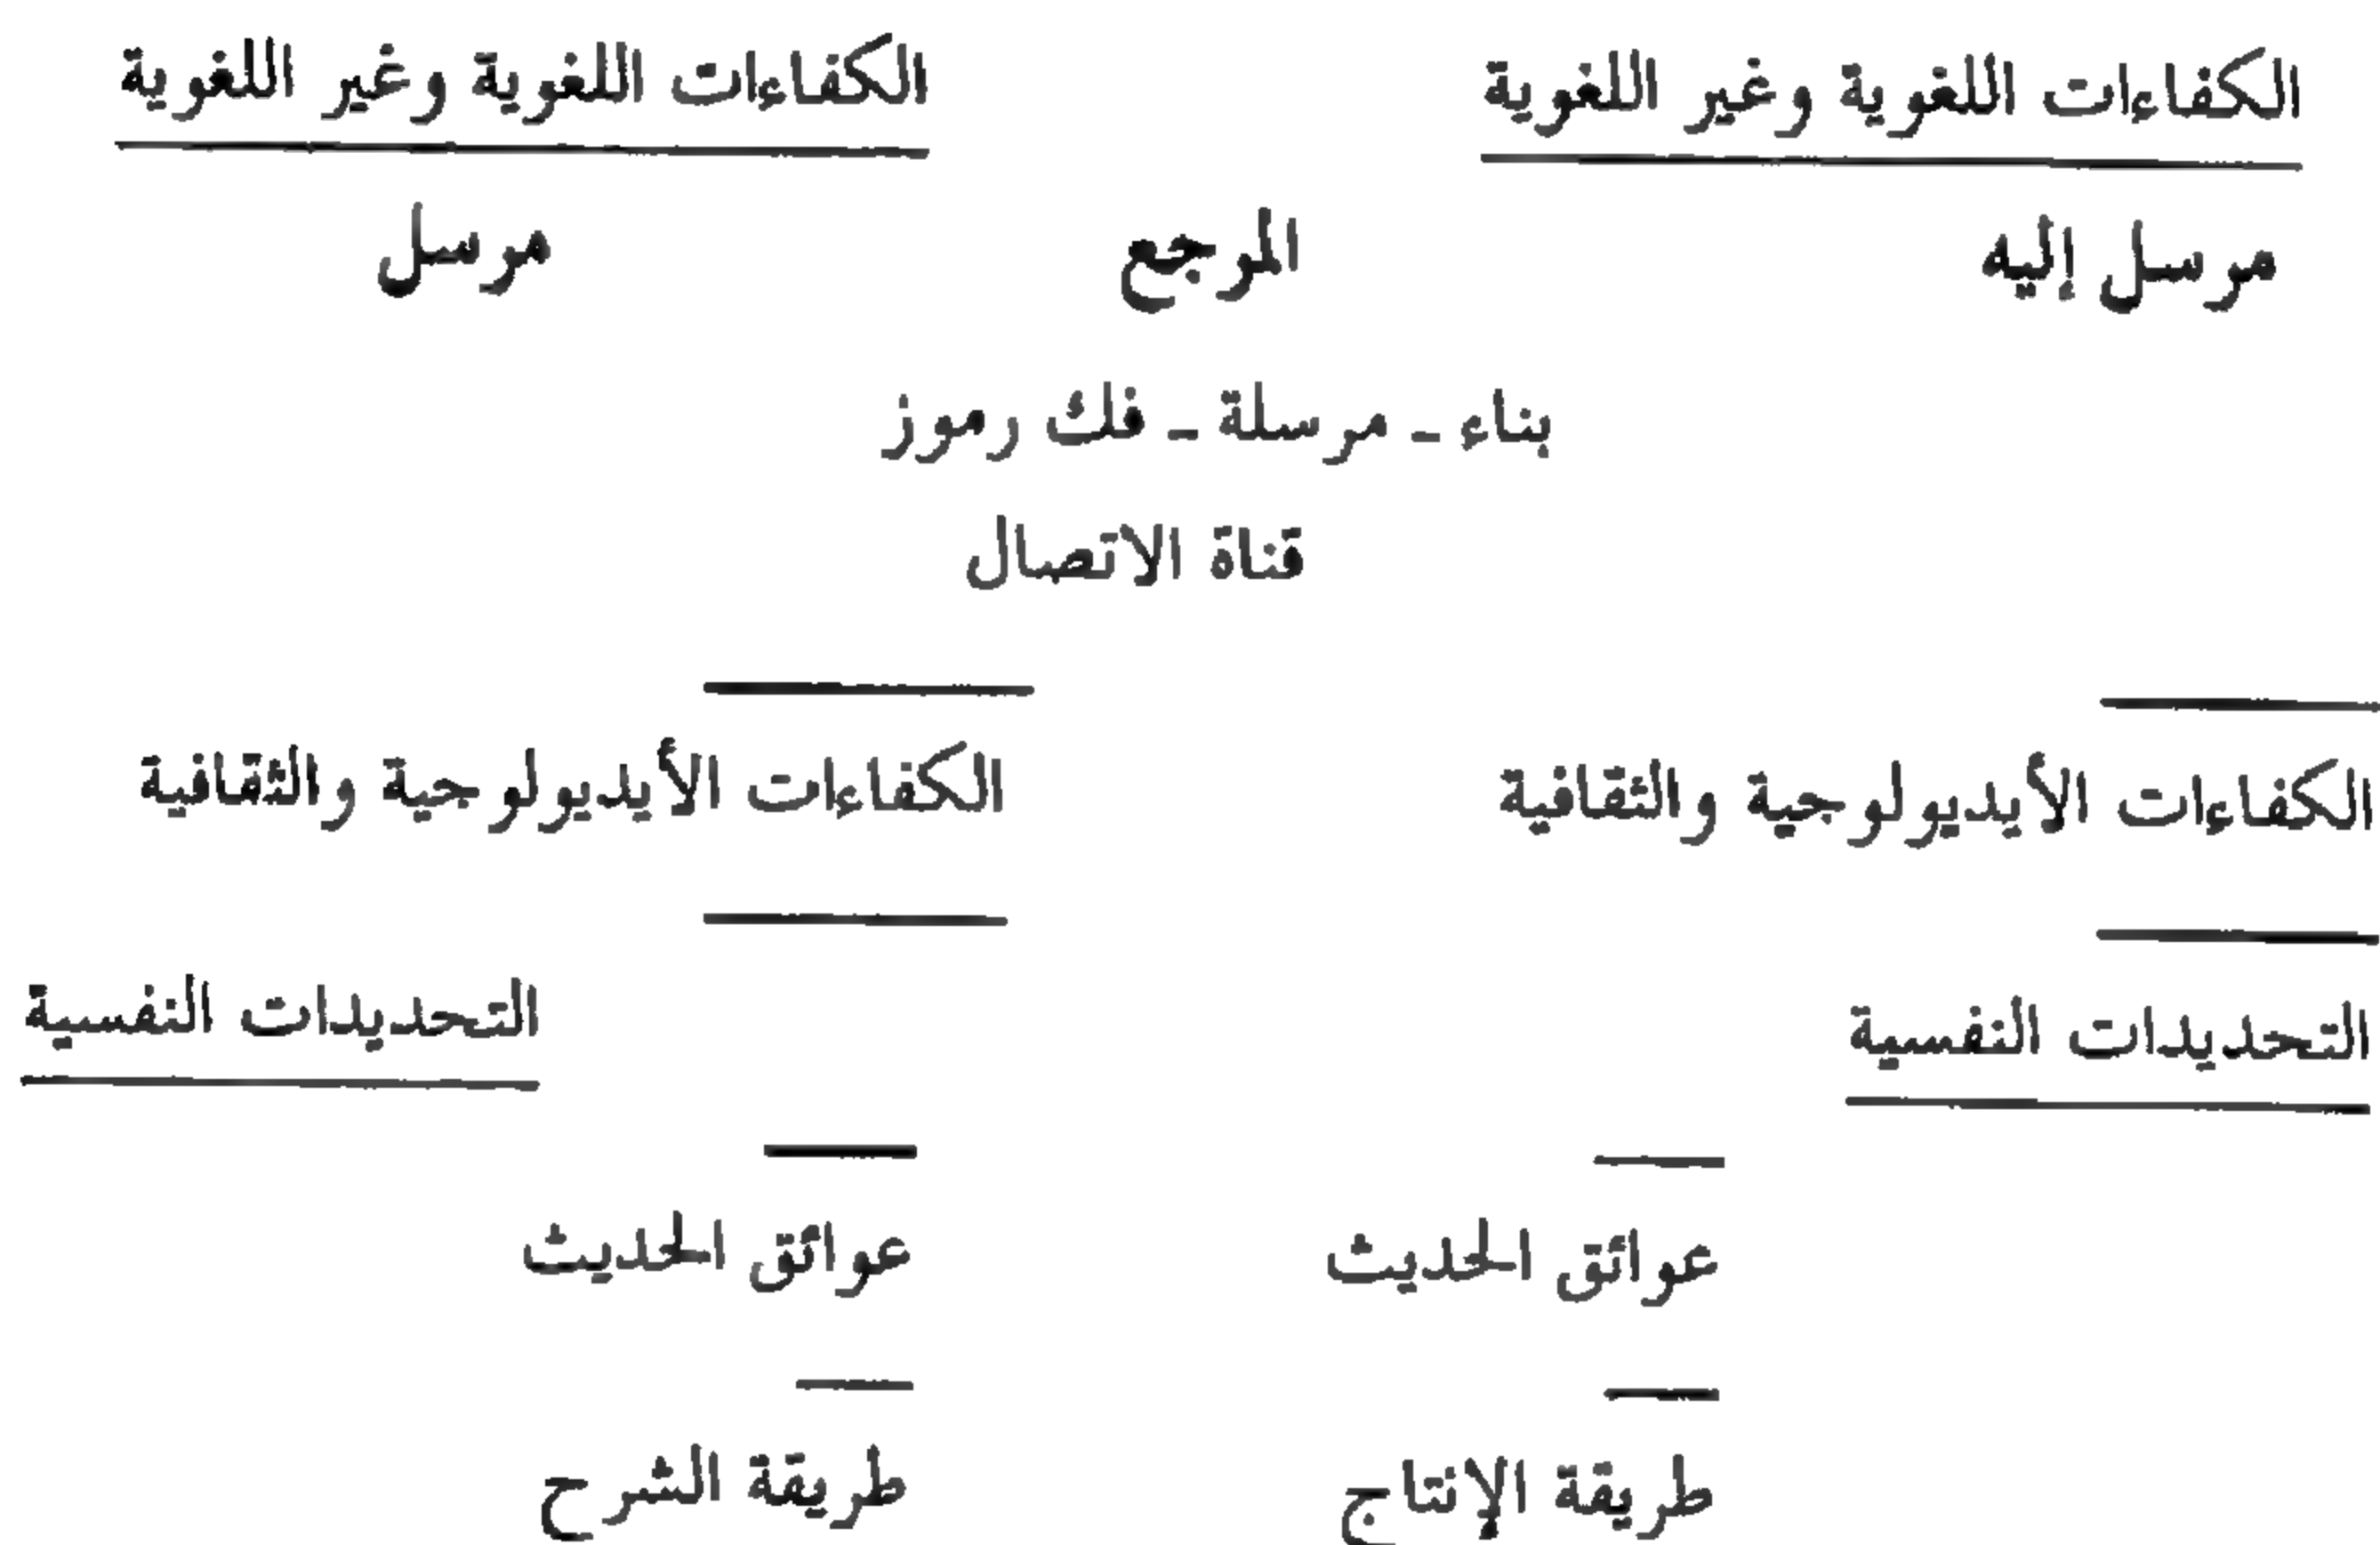 الكفاءات اللغوية وغير اللغوية
الكفاءات اللغوية وغير اللغوية
مرسل إليه
المرجع
مرسل
بناء ـ مرسلة ـ فك رموز
قناة الاتصال
الكفاءات الأيديولوجية والثقافية
الكفاءات الأيديولوجية والثقافية
التحديدات النفسية
التحديدات النفسية
عوائق الحديث
عوائق الحديث
طريقة الإنتاج
طريقة الشرح